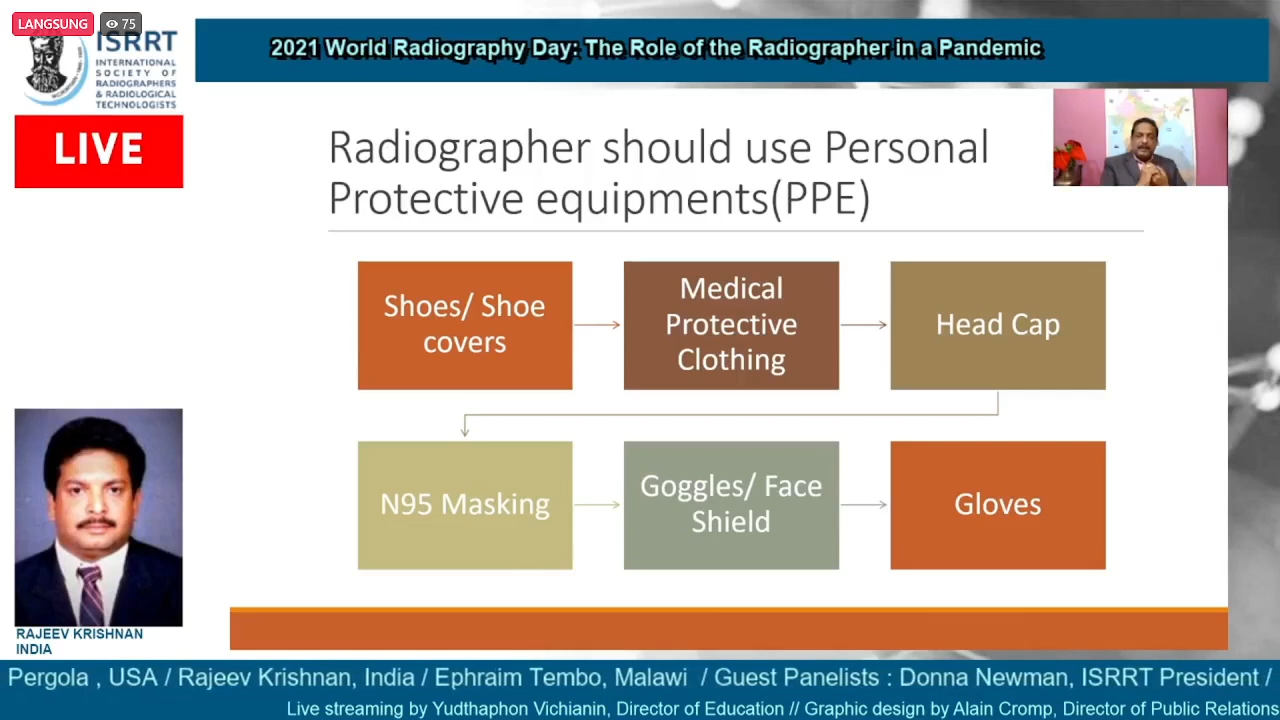 LANGSUNG 75
ISRRT
INTERNATIONAL
SOCIETY OF
RADIOGRAPHERS
& RADIOLOGICAL
TECHNOLOGISTS
2021 World Radiography Day: The Role of the Radiographer in a Pandemic
LIVE
Radiographer should use Personal
Protective equipments(PPE)
Shoes/ Shoe
covers
Medical
Protective
Clothing
Head Cap
N95 Masking
Goggles/ Face
Shield
Gloves
RAJEEV KRISHNAN
INDIA
Pergola , USA / Rajeev Krishnan, India / Ephraim Tembo, Malawi / Guest Panelists : Donna Newman, ISRRT President /
Live streaming by Yudthaphon Vichianin, Director of Education // Graphic design by Alain Cromp, Director of Public Relations